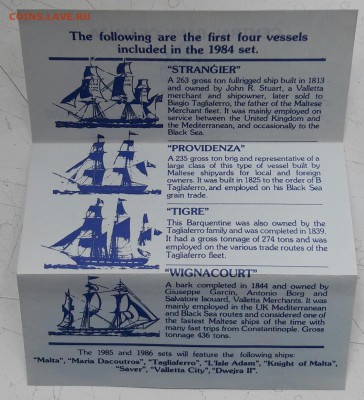 COINS.LAVE.RU
The following are the first four vessels
included in the 1984 set.
"STRANGIER"
A 263 gross ton fullrigged ship built in 1813
and owned by John R. Stuart, a Valletta
merchant and shipowner, later sold to
Biagio Tagliaferro, the father of the Maltese
Merchant fleet. It was mainly employed on
service between the United Kingdom and
the Mediterranean, and occasionally to the
Black Sea.
"PROVIDENZA"
A 235 gross ton brig and representative of a
large class of this type of vessel built by
Maltese shipyards for local and foreign
owners. It was built in 1825 to the order of B
Tagliaferro, and employed on his Black Sea
grain trade.
"TIGRE"
This Barquentine was also owned by the
Tagliaferro family and was completed in 1839.
It had a gross tonnage of 274 tons and was
employed on the various trade routes of the
Tagliaferro fleet.
"WIGNACOURT"
A bark completed in 1844 and owned by
Giuseppe Garcin, Antonio Borg and
Salvatore Isouard, Valletta Merchants. It was
mainly employed in the U.K Mediterranean
and Black Sea routes and considered one of
the fastest Maltese ships of the time with
many fast trips from Constantinople. Gross
tonnage 436 tons.
The 1985 and 1986 sets will feature the following ships:
"Malta", "Maria Dacoutros", "Tagliaferro", "L'Isle Adam", "Knight of Malta",
"Saver", "Valletta City", "Dwejra II".